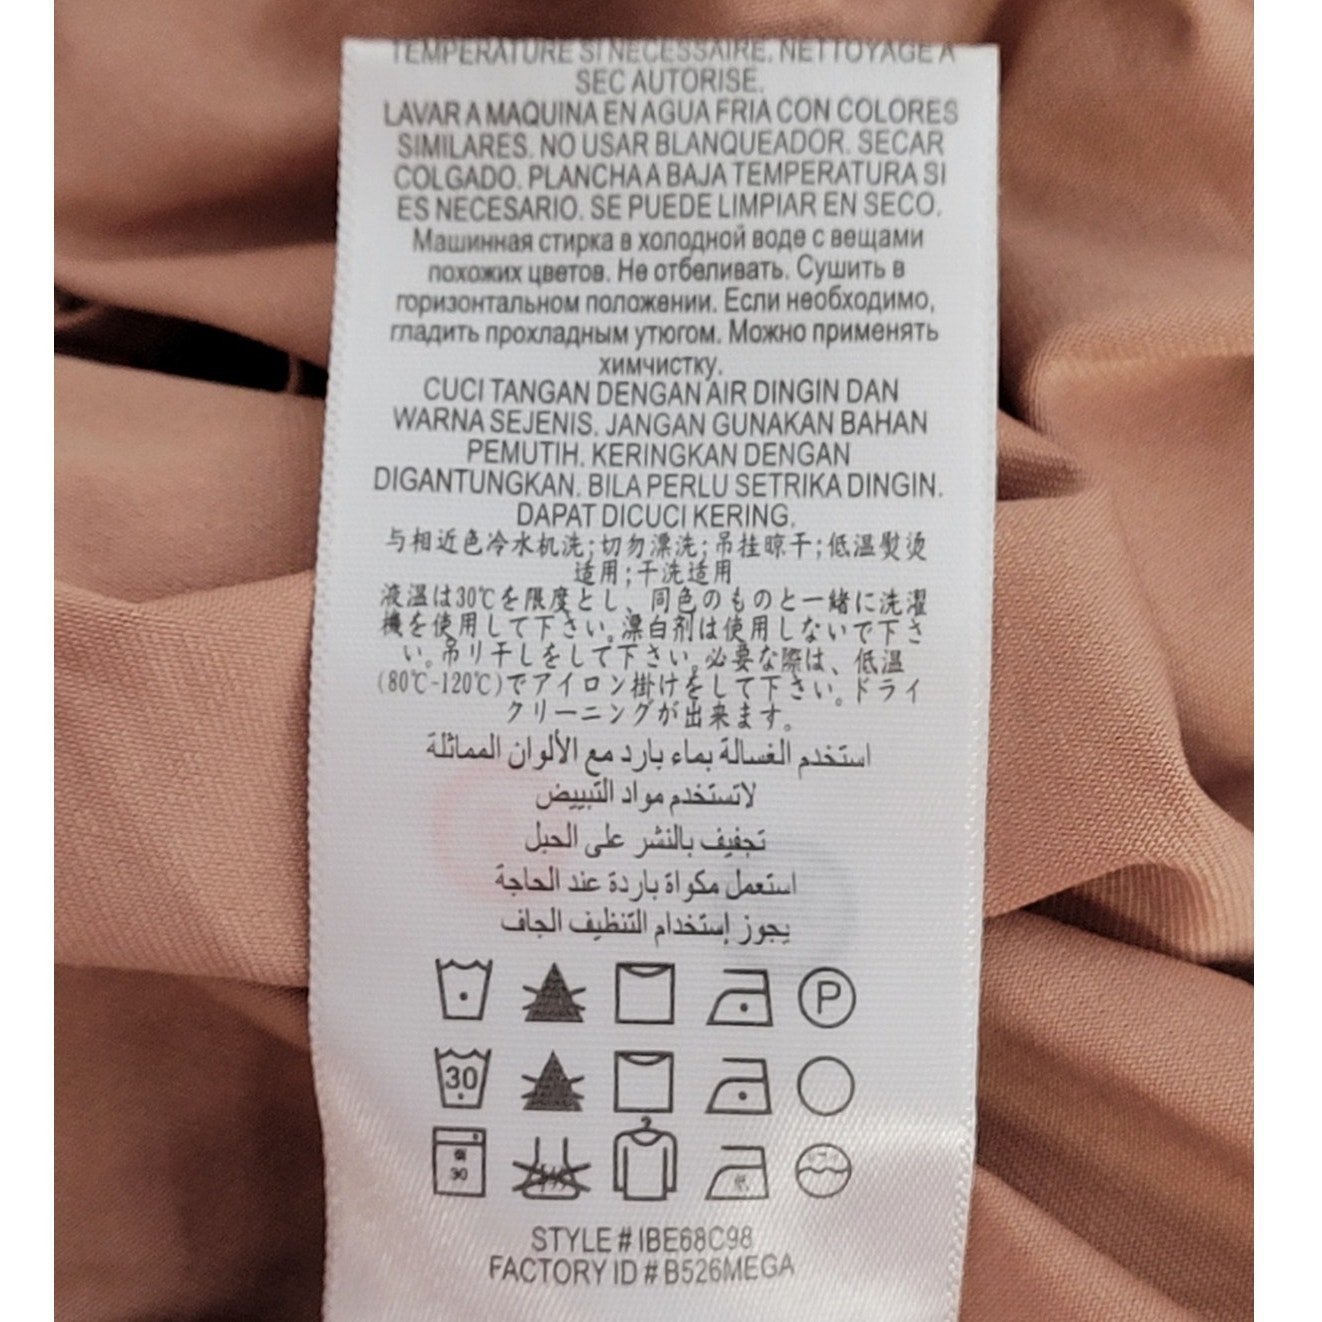 TEMPERATURE SI NECESSAIRE. NETTOYAGE A
SEC AUTORISE.
LAVAR A MAQUINA EN AGUA FRIA CON COLORES
SIMILARES. NO USAR BLANQUEADOR. SECAR
COLGADO. PLANCHA A BAJA TEMPERATURA SI
ES NECESARIO. SE PUEDE LIMPIAR EN SECO.
Машинная стирка в холодной воде с вещами
похожих цветов. Не отбеливать. Сушить в
горизонтальном положении. Если необходимо,
гладить прохладным утюгом. Можно применять
химчистку.
CUCI TANGAN DENGAN AIR DINGIN DAN
WARNA SEJENIS. JANGAN GUNAKAN BAHAN
PEMUTIH. KERINGKAN DENGAN
DIGANTUNGKAN. BILA PERLU SETRIKA DINGIN.
DAPAT DICUCI KERING.
与相近色冷水机洗;切勿漂洗;吊挂晾干;低温熨烫
适用;干洗适用
液温は30℃を限度とし、同色のものと一緒に洗濯
機を使用して下さい。漂白剤は使用しないで下さ
い。吊り干しをして下さい。必要な際は、低温
(80℃-120℃)でアイロン掛けをして下さい。ドライ
クリーニングが出来ます。
استخدم الغسالة بماء بارد مع الألوان المماثلة
لاتستخدم مواد التبييض
تجفيف بالنشر على الحبل
استعمل مكواة باردة عند الحاجة
يجوز إستخدام التنظيف الجاف
P
30
30 低
STYLE # IBE68C98
FACTORY ID # B526MEGA